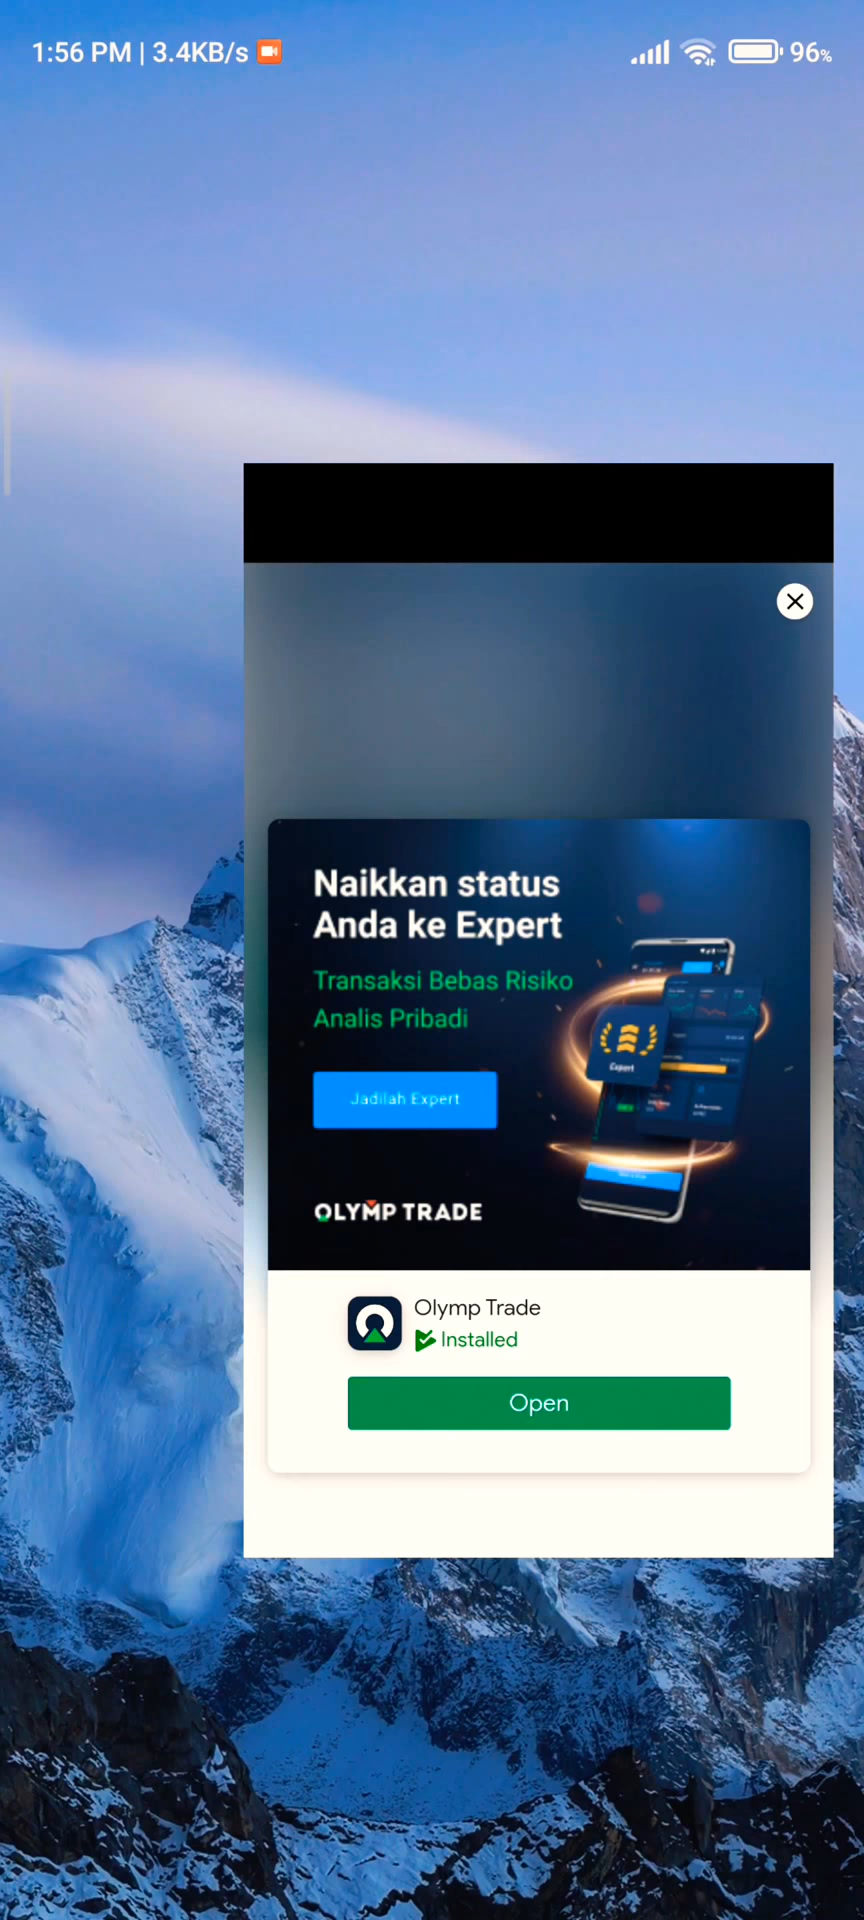 1:56 PM | 3.4KB/s
96%
Naikkan status
Anda ke Expert
Transaksi Bebas Risiko
Analis Pribadi
Expert
Jadilah Expert
OLYMP TRADE
Olymp Trade
Installed
Open